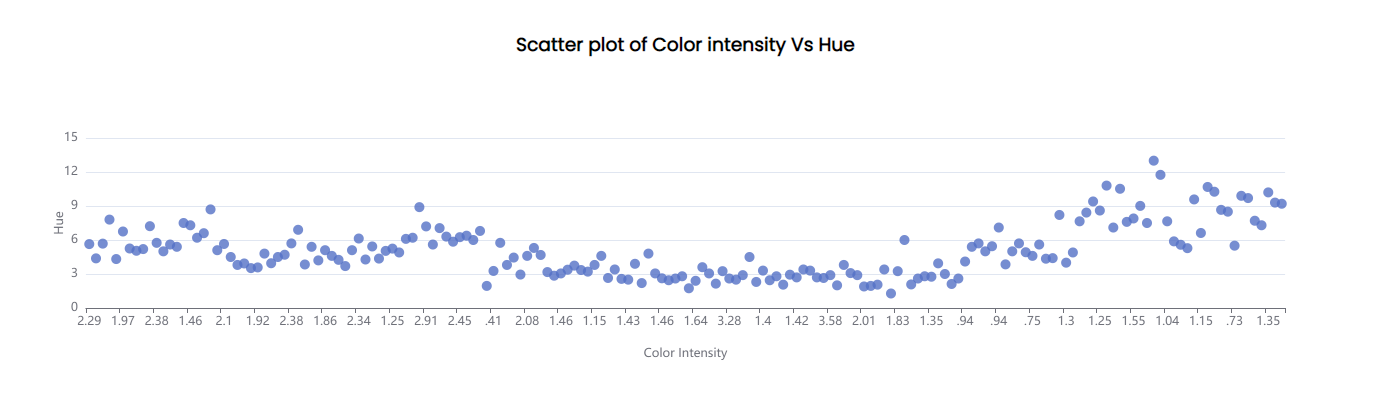 Scatter plot of Color intensity Vs Hue
15
12
9
6
3
0
Hue
2.29 1.97 2.38 1.46 2.1 1.92 2.38 1.86 2.34 1.25 2.91 2.45 .41 2.08 1.46 1.15 1.43 1.46 1.64 3.28 1.4 1.42 3.58 2.01 1.83 1.35 .94 .94 .75 1.3 1.25 1.55 1.04 1.15 .73 1.35
Color Intensity